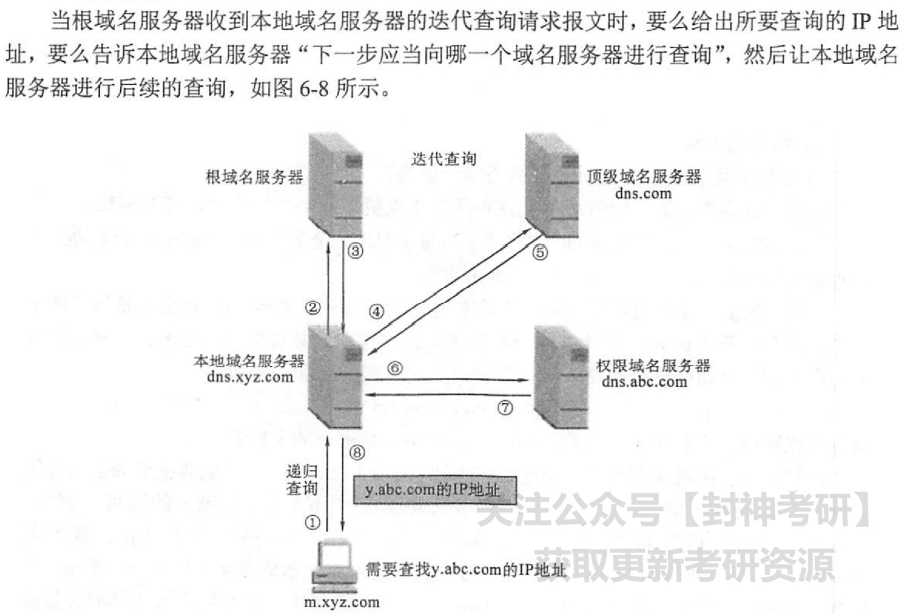 当根域名服务器收到本地域名服务器的迭代查询请求报文时，要么给出所要查询的 IP 地
址，要么告诉本地域名服务器“下一步应当向哪一个域名服务器进行查询”，然后让本地域名
服务器进行后续的查询，如图 6-8 所示。
迭代查询
根域名服务器
顶级域名服务器
dns.com
③
⑤
②
④
本地域名服务器
dns.xyz.com
⑥
权限域名服务器
dns.abc.com
⑦
⑧
递归
查询
y.abc.com的IP地址
①
关注公众号【封神考研】
获取更新考研资源
需要查找y.abc.com的IP地址
m.xyz.com